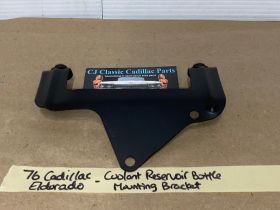 CJ Classic Cadillac Parts
76 Cadillac - Coolant Reservoir Bottle
Eldorado Mounting Bracket